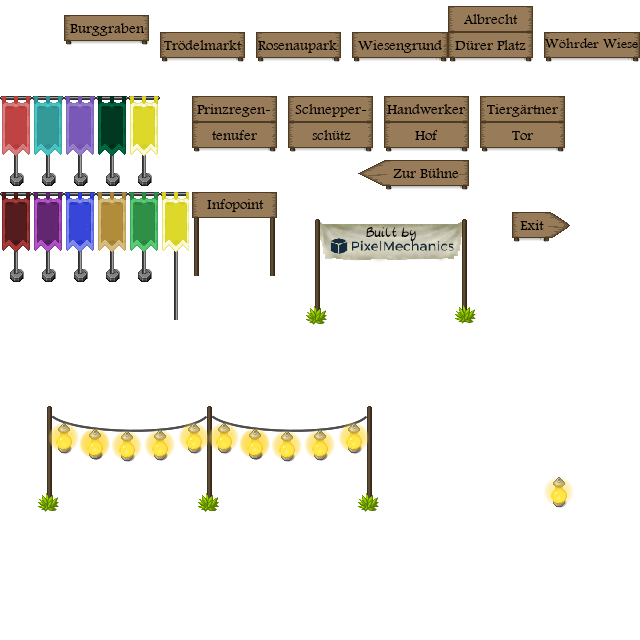 Burggraben
Trödelmarkt
Rosenaupark
Wiesengrund
Albrecht
Dürer Platz
Wöhrder Wiese
Prinzregen-
tenufer
Schnepper-
schütz
Handwerker
Hof
Tiergärtner
Tor
Zur Bühne
Infopoint
Exit
Built by
PixelMechanics